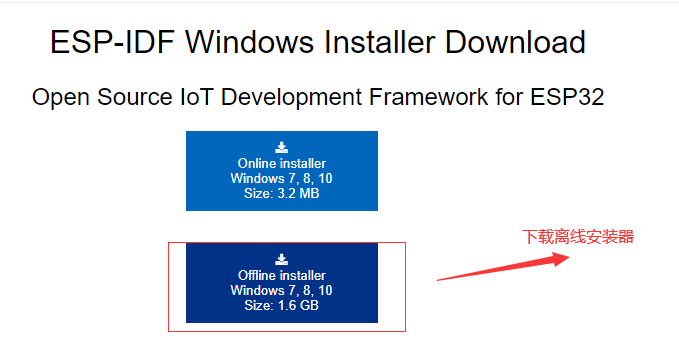 ESP-IDF Windows Installer Download
Open Source IoT Development Framework for ESP32
Online installer
Windows 7, 8, 10
Size: 3.2 MB
下载离线安装器
Offline installer
Windows 7, 8, 10
Size: 1.6 GB